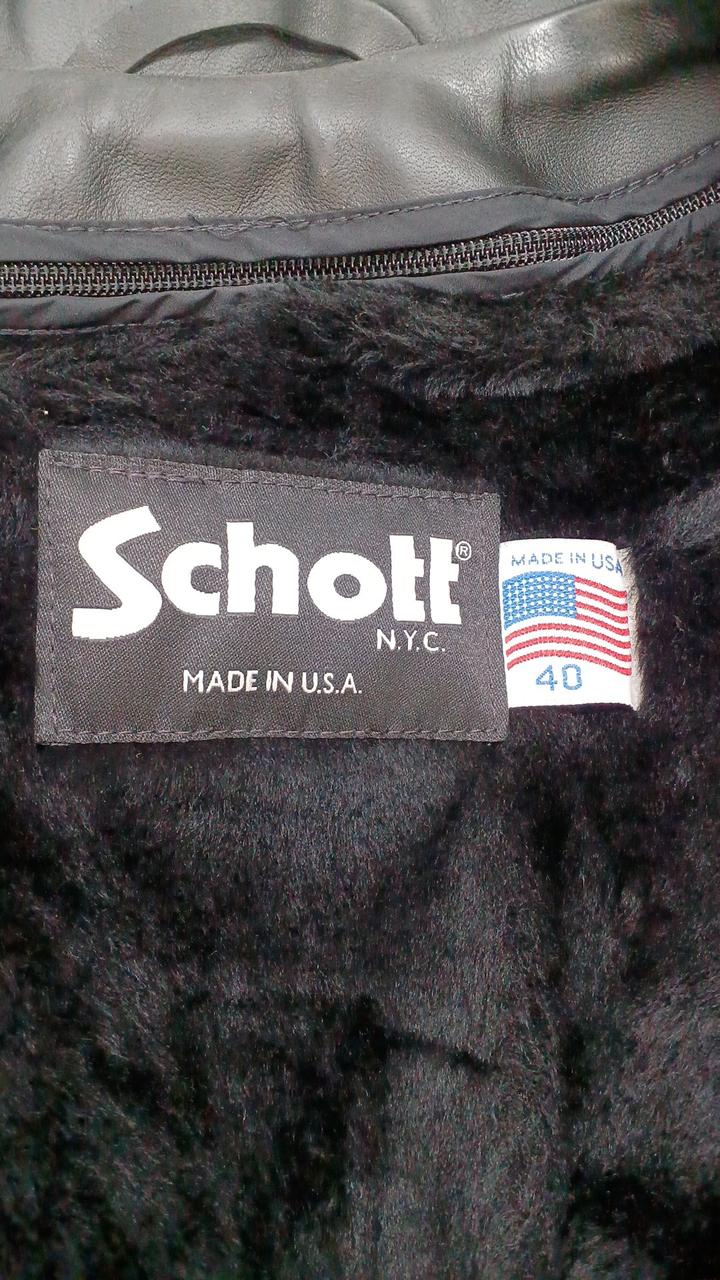 Schott®
N.Y.C.
MADE IN U.S.A.
MADE IN USA
40